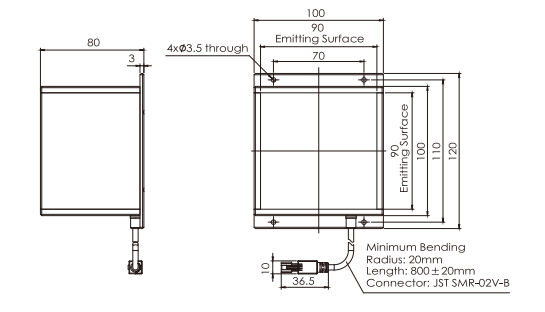 100
90
Emitting Surface
80
3
4xØ3.5 through
70
90
Emitting Surface
100
110
120
10
36.5
Minimum Bending
Radius: 20mm
Length: 800±20mm
Connector: JST SMR-02V-B